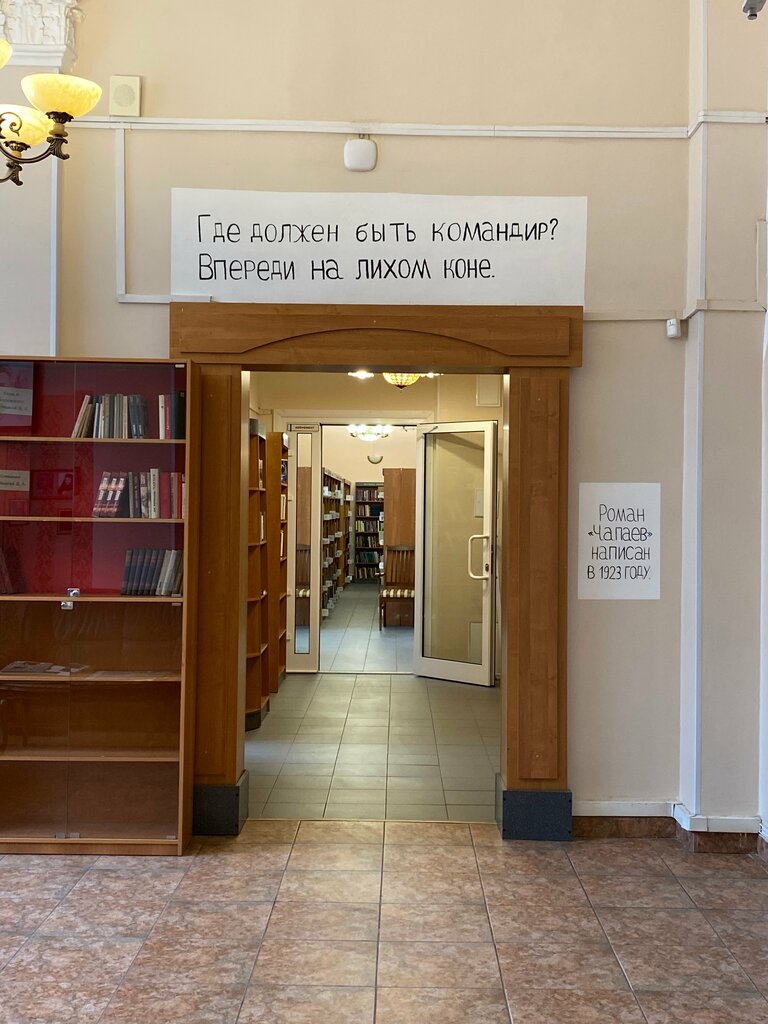 Где должен быть командир?
Впереди на лихом коне.
Роман
«Чапаев»
написан
в 1923 году.